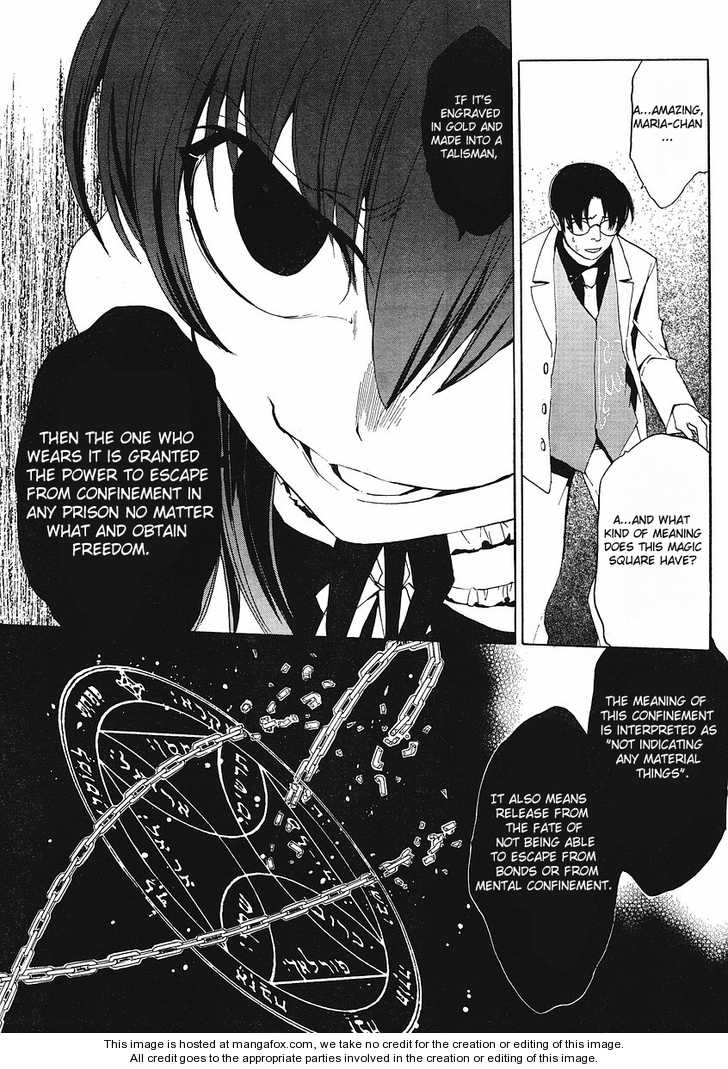 A...AMAZING,
MARIA-CHAN
...
A...AND WHAT
KIND OF MEANING
DOES THIS MAGIC
SQUARE HAVE?
IF IT'S
ENGRAVED
IN GOLD AND
MADE INTO A
TALISMAN,
THEN THE ONE WHO
WEARS IT IS GRANTED
THE POWER TO ESCAPE
FROM CONFINEMENT IN
ANY PRISON NO MATTER
WHAT AND OBTAIN
FREEDOM.
THE MEANING OF
THIS CONFINEMENT
IS INTERPRETED AS
"NOT INDICATING
ANY MATERIAL
THINGS".
IT ALSO MEANS
RELEASE FROM
THE FATE OF
NOT BEING ABLE
TO ESCAPE FROM
BONDS OR FROM
MENTAL CONFINEMENT.
This image is hosted at mangafox.com, we take no credit for the creation or editing of this image.
All credit goes to the appropriate parties involved in the creation or editing of this image.